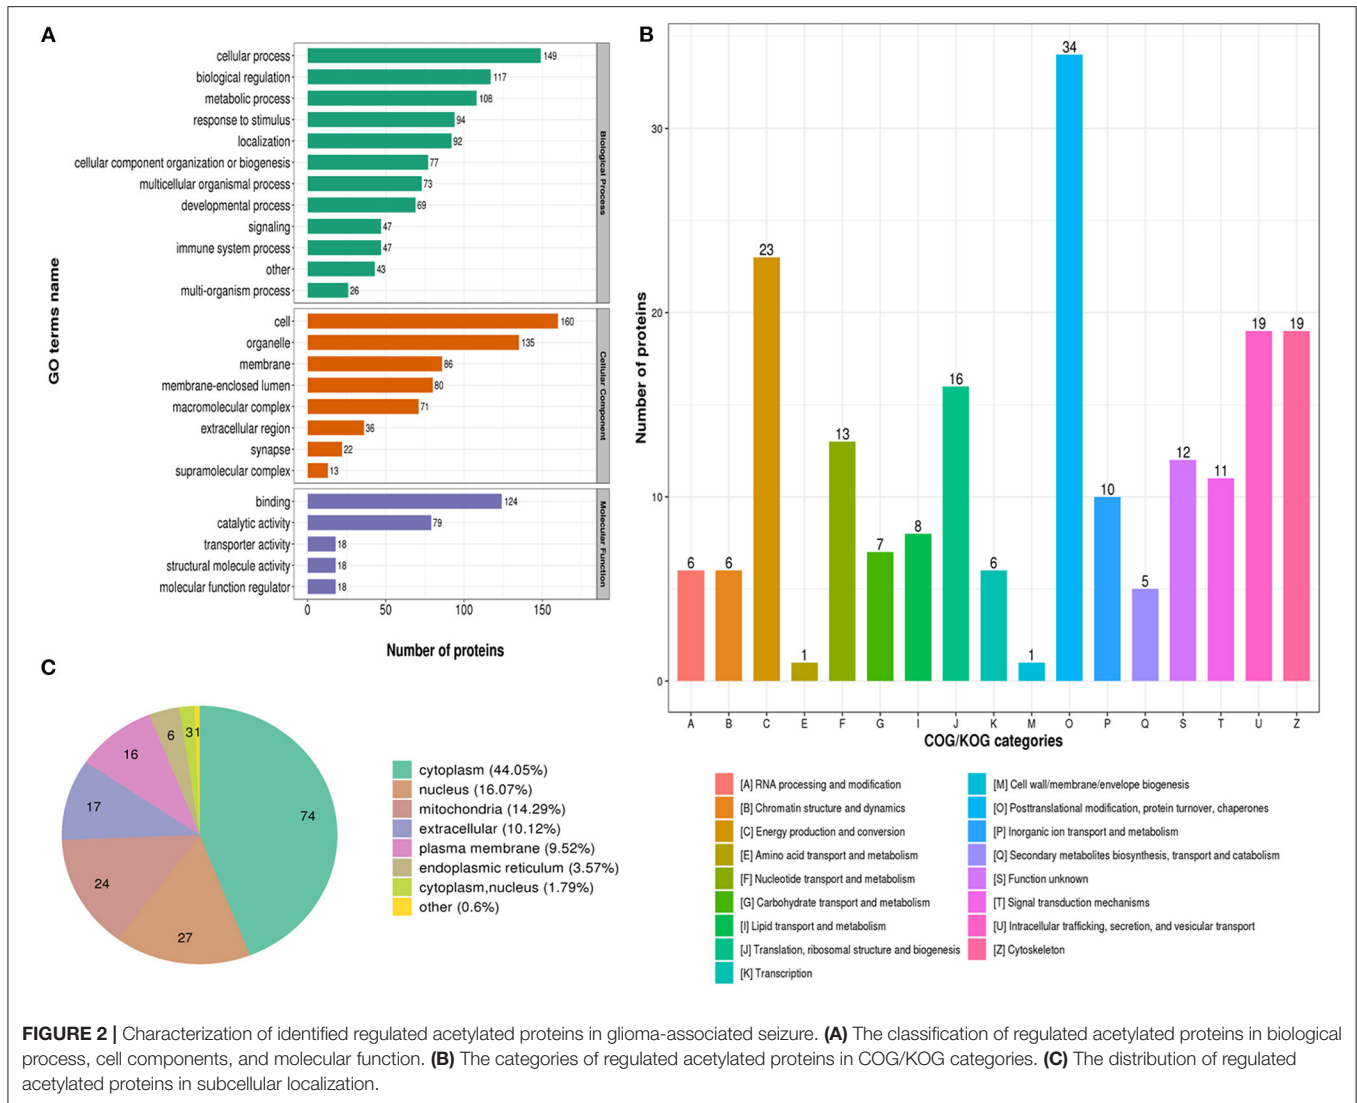 A
cellular process 149
biological regulation 117
metabolic process 108
response to stimulus 94
localization 92
cellular component organization or biogenesis 77
multicellular organismal process 73
developmental process 69
signaling 47
immune system process 47
other 43
multi-organism process 26
Biological Process
cell 160
organelle 135
membrane 86
membrane-enclosed lumen 80
macromolecular complex 71
extracellular region 36
synapse 22
supramolecular complex 13
Cellular Component
binding 124
catalytic activity 79
transporter activity 18
structural molecule activity 18
molecular function regulator 18
Molecular Function
0 50 100 150
Number of proteins
GO terms name
B
34
30
23
20
19 19
16
13
12
11
10
10
8
7
6 6 6
5
1 1
0
A B C E F G I J K M O P Q S T U Z
COG/KOG categories
Number of proteins
[A] RNA processing and modification
[B] Chromatin structure and dynamics
[C] Energy production and conversion
[E] Amino acid transport and metabolism
[F] Nucleotide transport and metabolism
[G] Carbohydrate transport and metabolism
[I] Lipid transport and metabolism
[J] Translation, ribosomal structure and biogenesis
[K] Transcription
[M] Cell wall/membrane/envelope biogenesis
[O] Posttranslational modification, protein turnover, chaperones
[P] Inorganic ion transport and metabolism
[Q] Secondary metabolites biosynthesis, transport and catabolism
[S] Function unknown
[T] Signal transduction mechanisms
[U] Intracellular trafficking, secretion, and vesicular transport
[Z] Cytoskeleton
C
74
27
24
17
16
6
3
1
cytoplasm (44.05%)
nucleus (16.07%)
mitochondria (14.29%)
extracellular (10.12%)
plasma membrane (9.52%)
endoplasmic reticulum (3.57%)
cytoplasm,nucleus (1.79%)
other (0.6%)
FIGURE 2 | Characterization of identified regulated acetylated proteins in glioma-associated seizure. (A) The classification of regulated acetylated proteins in biological
process, cell components, and molecular function. (B) The categories of regulated acetylated proteins in COG/KOG categories. (C) The distribution of regulated
acetylated proteins in subcellular localization.